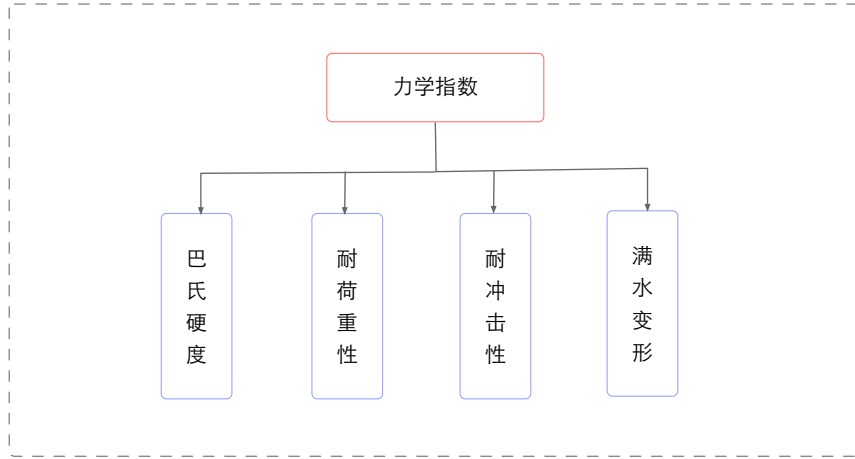 力学指数
巴氏硬度
耐荷重性
耐冲击性
满水变形